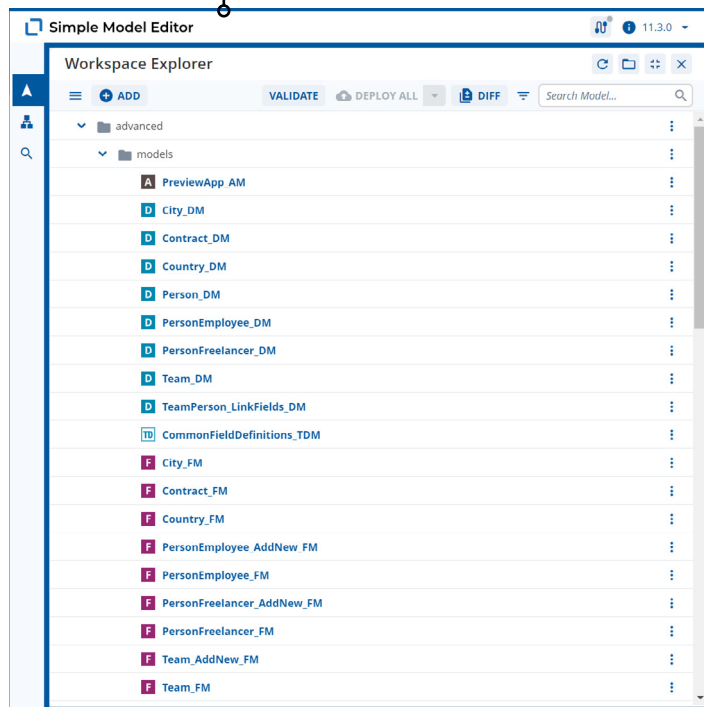 Simple Model Editor
11.3.0
Workspace Explorer
ADD VALIDATE DEPLOY ALL DIFF Search Model...
advanced
models
A PreviewApp_AM
D City_DM
D Contract_DM
D Country_DM
D Person_DM
D PersonEmployee_DM
D PersonFreelancer_DM
D Team_DM
D TeamPerson_LinkFields_DM
TD CommonFieldDefinitions_TDM
F City_FM
F Contract_FM
F Country_FM
F PersonEmployee_AddNew_FM
F PersonEmployee_FM
F PersonFreelancer_AddNew_FM
F PersonFreelancer_FM
F Team_AddNew_FM
F Team_FM